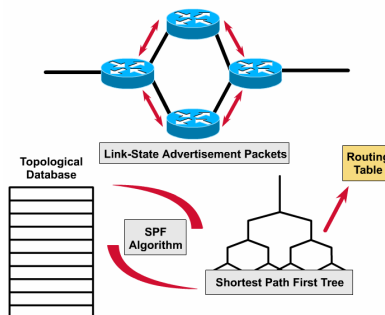 Link-State Advertisement Packets
Topological
Database
Routing
Table
SPF
Algorithm
Shortest Path First Tree